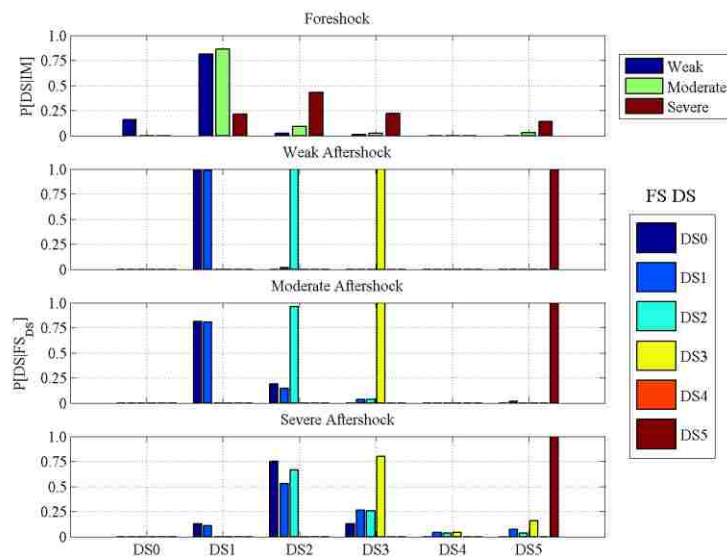 Foreshock
P[DS|IM]
1.0
0.75
0.5
0.25
0
Weak
Moderate
Severe
Weak Aftershock
1.0
0.75
0.5
0.25
0
Moderate Aftershock
P[DS|FS_DS]
1.0
0.75
0.5
0.25
0
Severe Aftershock
1.0
0.75
0.5
0.25
0
DS0 DS1 DS2 DS3 DS4 DS5
FS DS
DS0
DS1
DS2
DS3
DS4
DS5